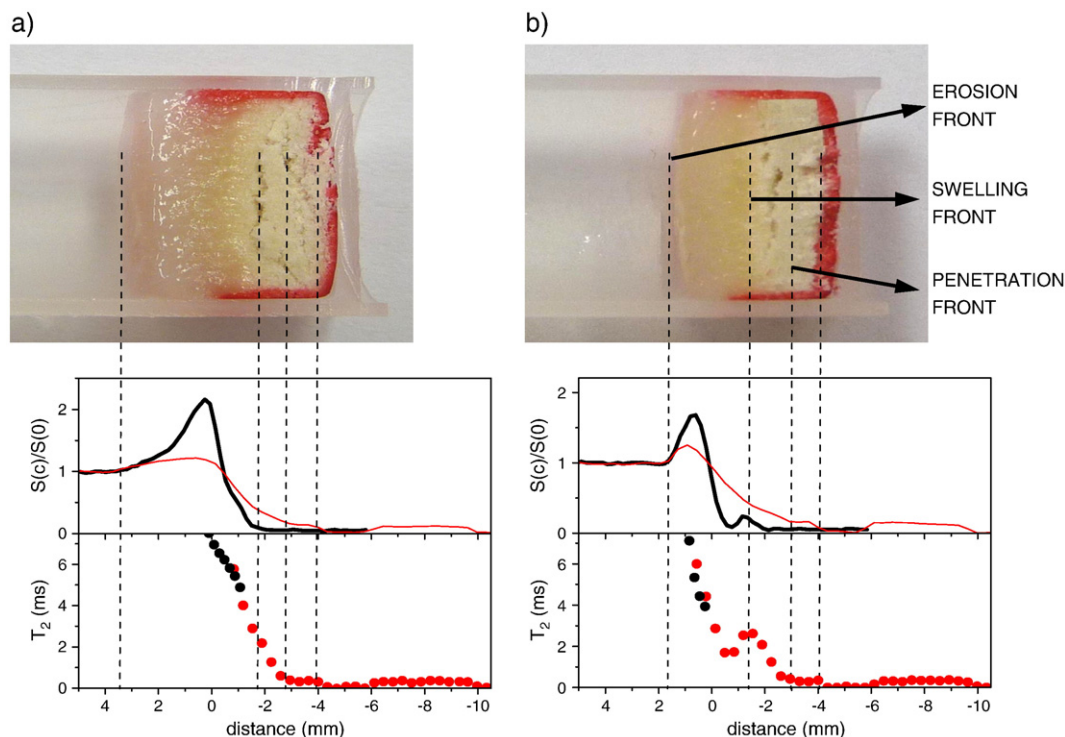 a)
b)
EROSION
FRONT
SWELLING
FRONT
PENETRATION
FRONT
2
1
0
S(c)/S(0)
2
1
0
S(c)/S(0)
6
4
2
0
T2 (ms)
6
4
2
0
T2 (ms)
4 2 0 -2 -4 -6 -8 -10
distance (mm)
4 2 0 -2 -4 -6 -8 -10
distance (mm)